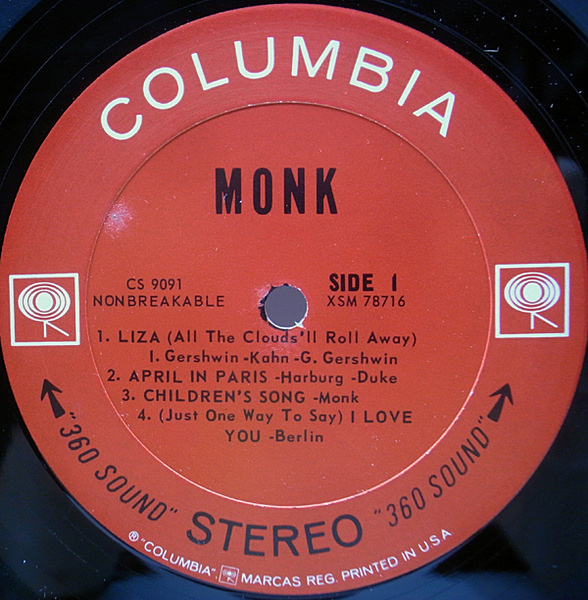 COLUMBIA
MONK
CS 9091
NONBREAKABLE
SIDE 1
XSM 78716
1. LIZA (All The Clouds'll Roll Away)
I. Gershwin -Kahn -G. Gershwin
2. APRIL IN PARIS -Harburg -Duke
3. CHILDREN'S SONG -Monk
4. (Just One Way To Say) I LOVE
YOU -Berlin
"360 SOUND" STEREO "360 SOUND"
® "COLUMBIA", MARCAS REG. PRINTED IN U.S.A.